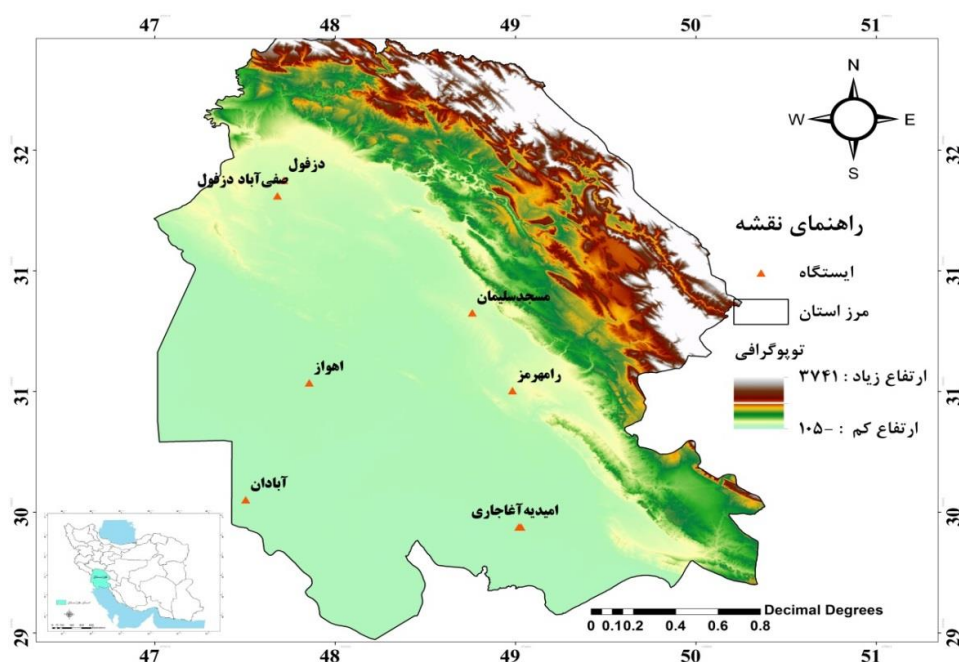 47 48 49 50 51
N
W E
S
32 32
دزفول
صفی‌آباد دزفول
راهنمای نقشه
31 31
ایستگاه
مسجدسلیمان
مرز استان
توپوگرافی
اهواز
رامهرمز
ارتفاع زیاد : ۳۷۴۱
31 31
ارتفاع کم : ۱۰۵-
آبادان
امیدیه آغاجاری
30 30
Decimal Degrees
0 0.1 0.2 0.4 0.6 0.8
29 29
47 48 49 50 51